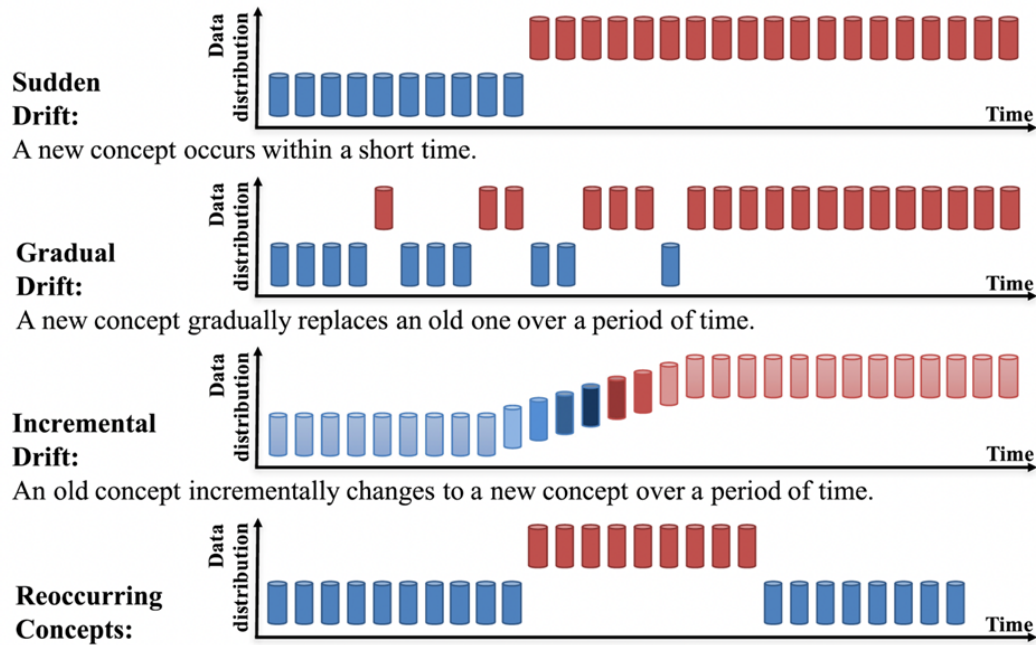 Data
distribution
Sudden
Drift:
Time
A new concept occurs within a short time.
Data
distribution
Gradual
Drift:
Time
A new concept gradually replaces an old one over a period of time.
Data
distribution
Incremental
Drift:
Time
An old concept incrementally changes to a new concept over a period of time.
Data
distribution
Reoccurring
Concepts:
Time